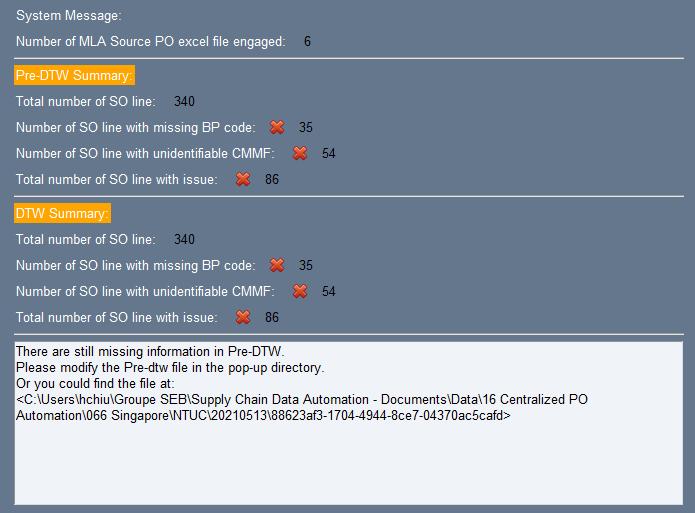 System Message:
Number of MLA Source PO excel file engaged: 6
Pre-DTW Summary:
Total number of SO line: 340
Number of SO line with missing BP code: 35
Number of SO line with unidentifiable CMMF: 54
Total number of SO line with issue: 86
DTW Summary:
Total number of SO line: 340
Number of SO line with missing BP code: 35
Number of SO line with unidentifiable CMMF: 54
Total number of SO line with issue: 86
There are still missing information in Pre-DTW.
Please modify the Pre-dtw file in the pop-up directory.
Or you could find the file at:
<C:\Users\hchiu\Groupe SEB\Supply Chain Data Automation - Documents\Data\16 Centralized PO
Automation\066 Singapore\NTUC\20210513\88623af3-1704-4944-8ce7-04370ac5cafd>